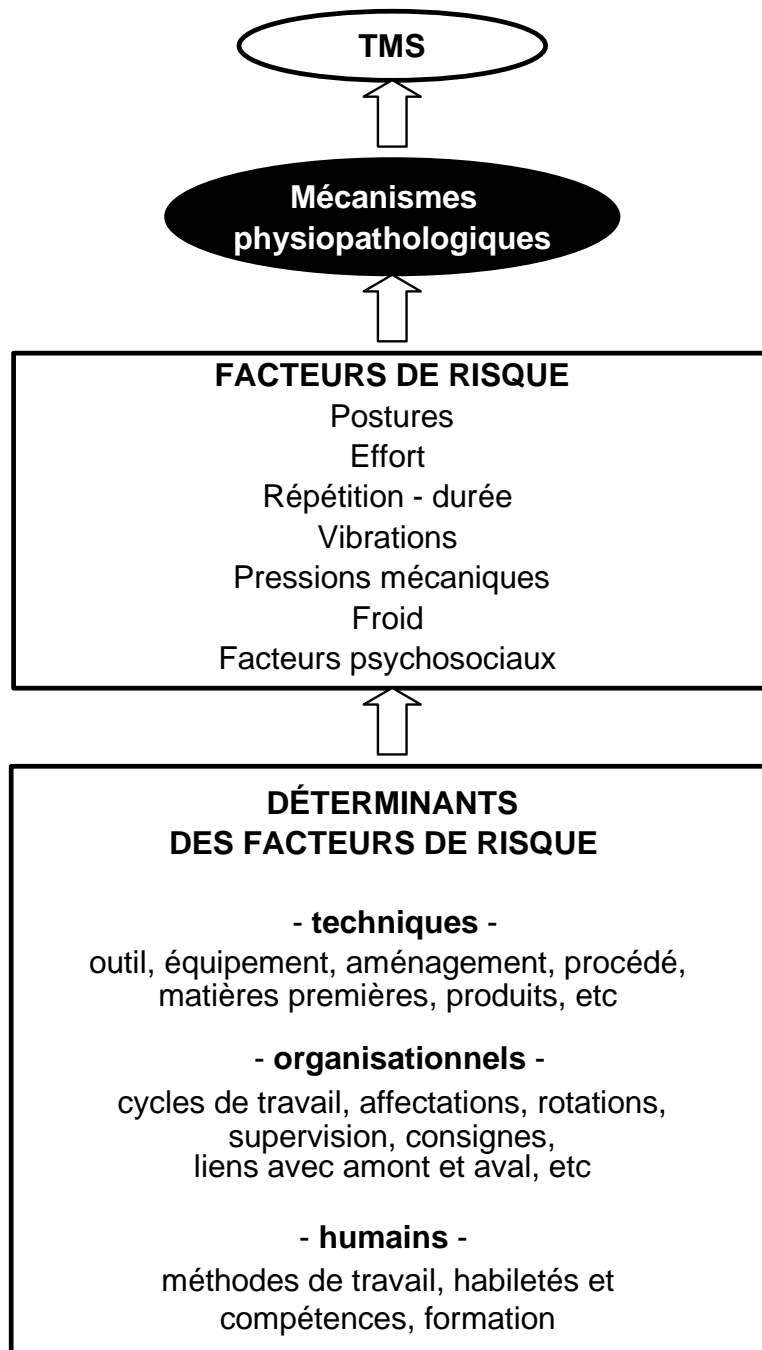 TMS
Mécanismes
physiopathologiques
FACTEURS DE RISQUE
Postures
Effort
Répétition - durée
Vibrations
Pressions mécaniques
Froid
Facteurs psychosociaux
DÉTERMINANTS
DES FACTEURS DE RISQUE
- techniques -
outil, équipement, aménagement, procédé,
matières premières, produits, etc
- organisationnels -
cycles de travail, affectations, rotations,
supervision, consignes,
liens avec amont et aval, etc
- humains -
méthodes de travail, habiletés et
compétences, formation